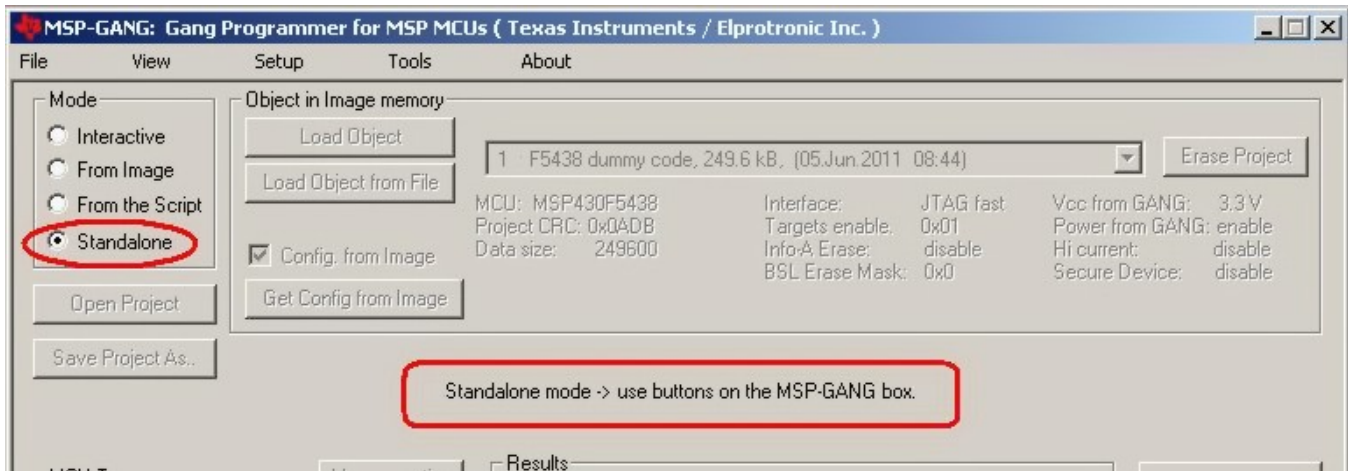 MSP-GANG: Gang Programmer for MSP MCUs ( Texas Instruments / Elprotronic Inc. )
File View Setup Tools About
Mode
Interactive
From Image
From the Script
Standalone
Open Project
Save Project As..
Object in Image memory
Load Object
Load Object from File
Config. from Image
Get Config from Image
1 F5438 dummy code, 249.6 kB, (05.Jun.2011 08:44)
Erase Project
MCU: MSP430F5438
Project CRC: 0x0ADB
Data size: 249600
Interface: JTAG fast
Targets enable. 0x01
Info-A Erase: disable
BSL Erase Mask: 0x0
Vcc from GANG: 3.3 V
Power from GANG: enable
Hi current: disable
Secure Device: disable
Standalone mode -> use buttons on the MSP-GANG box.
Results